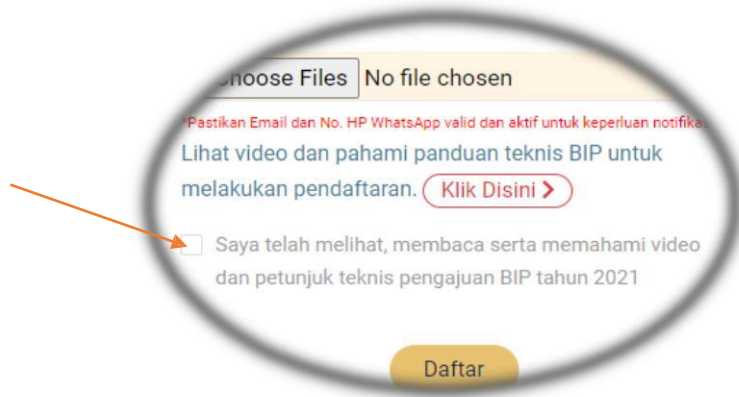 Choose Files No file chosen
*Pastikan Email dan No. HP WhatsApp valid dan aktif untuk keperluan
Lihat video dan pahami panduan teknis BIP untuk
melakukan pendaftaran. Klik Disini >
Saya telah melihat, membaca serta memahami video
dan petunjuk teknis pengajuan BIP tahun 2021
Daftar